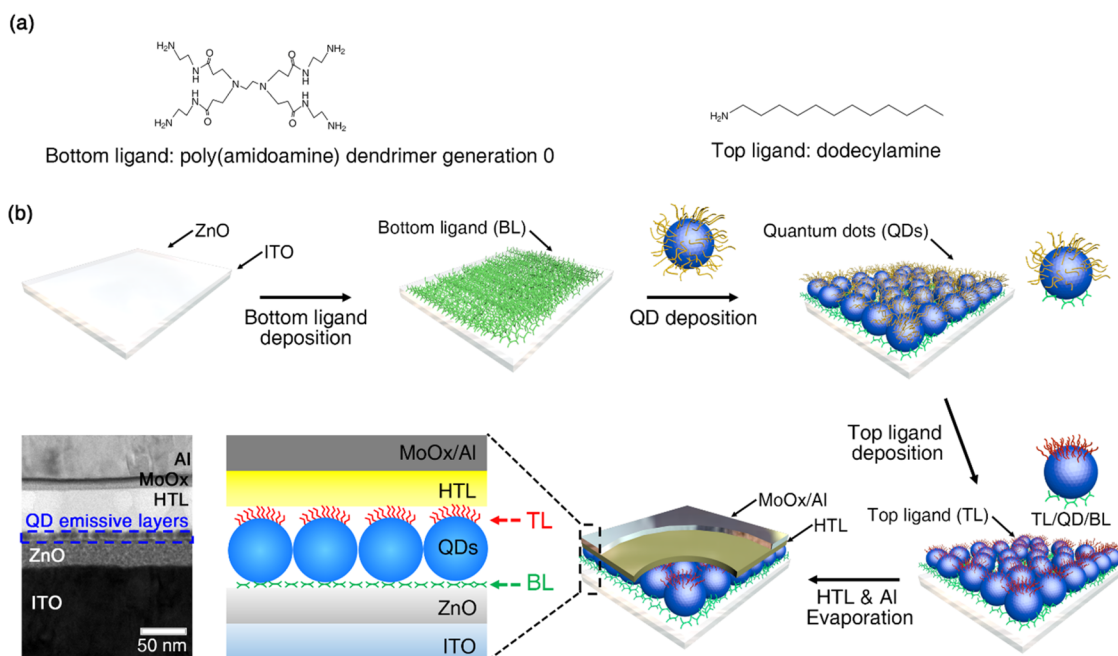 (a)
H2N
O
N
H
N
N
O
N
H
NH2
H
N
O
H2N
O
H
N
NH2
H2N
Bottom ligand: poly(amidoamine) dendrimer generation 0
Top ligand: dodecylamine
(b)
ZnO
ITO
Bottom ligand
deposition
Bottom ligand (BL)
QD deposition
Quantum dots (QDs)
Top ligand
deposition
TL/QD/BL
Top ligand (TL)
HTL & Al
Evaporation
MoOx/Al
HTL
MoOx/Al
HTL
TL
QDs
BL
ZnO
ITO
Al
MoOx
HTL
QD emissive layers
ZnO
ITO
50 nm